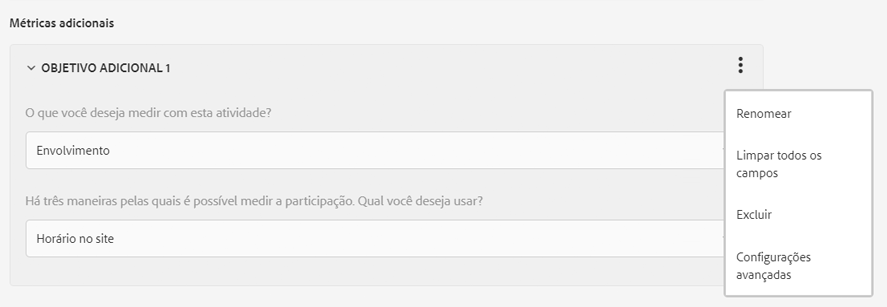 Métricas adicionais
OBJETIVO ADICIONAL 1
O que você deseja medir com esta atividade?
Envolvimento
Há três maneiras pelas quais é possível medir a participação. Qual você deseja usar?
Horário no site
Renomear
Limpar todos os
campos
Excluir
Configurações
avançadas